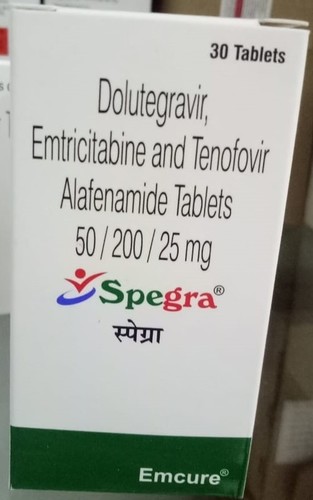 30 Tablets
Dolutegravir,
Emtricitabine and Tenofovir
Alafenamide Tablets
50/200/25 mg
Spegra®
स्पेग्रा
Emcure®